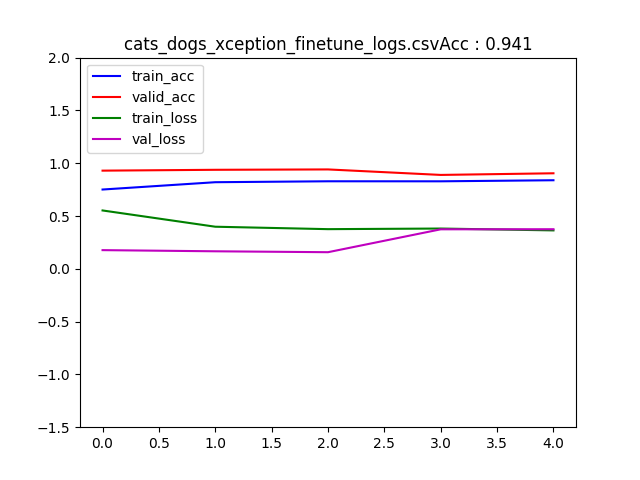 cats_dogs_xception_finetune_logs.csvAcc : 0.941
2.0
train_acc
valid_acc
train_loss
val_loss
1.5
1.0
0.5
0.0
−0.5
−1.0
−1.5
0.0 0.5 1.0 1.5 2.0 2.5 3.0 3.5 4.0